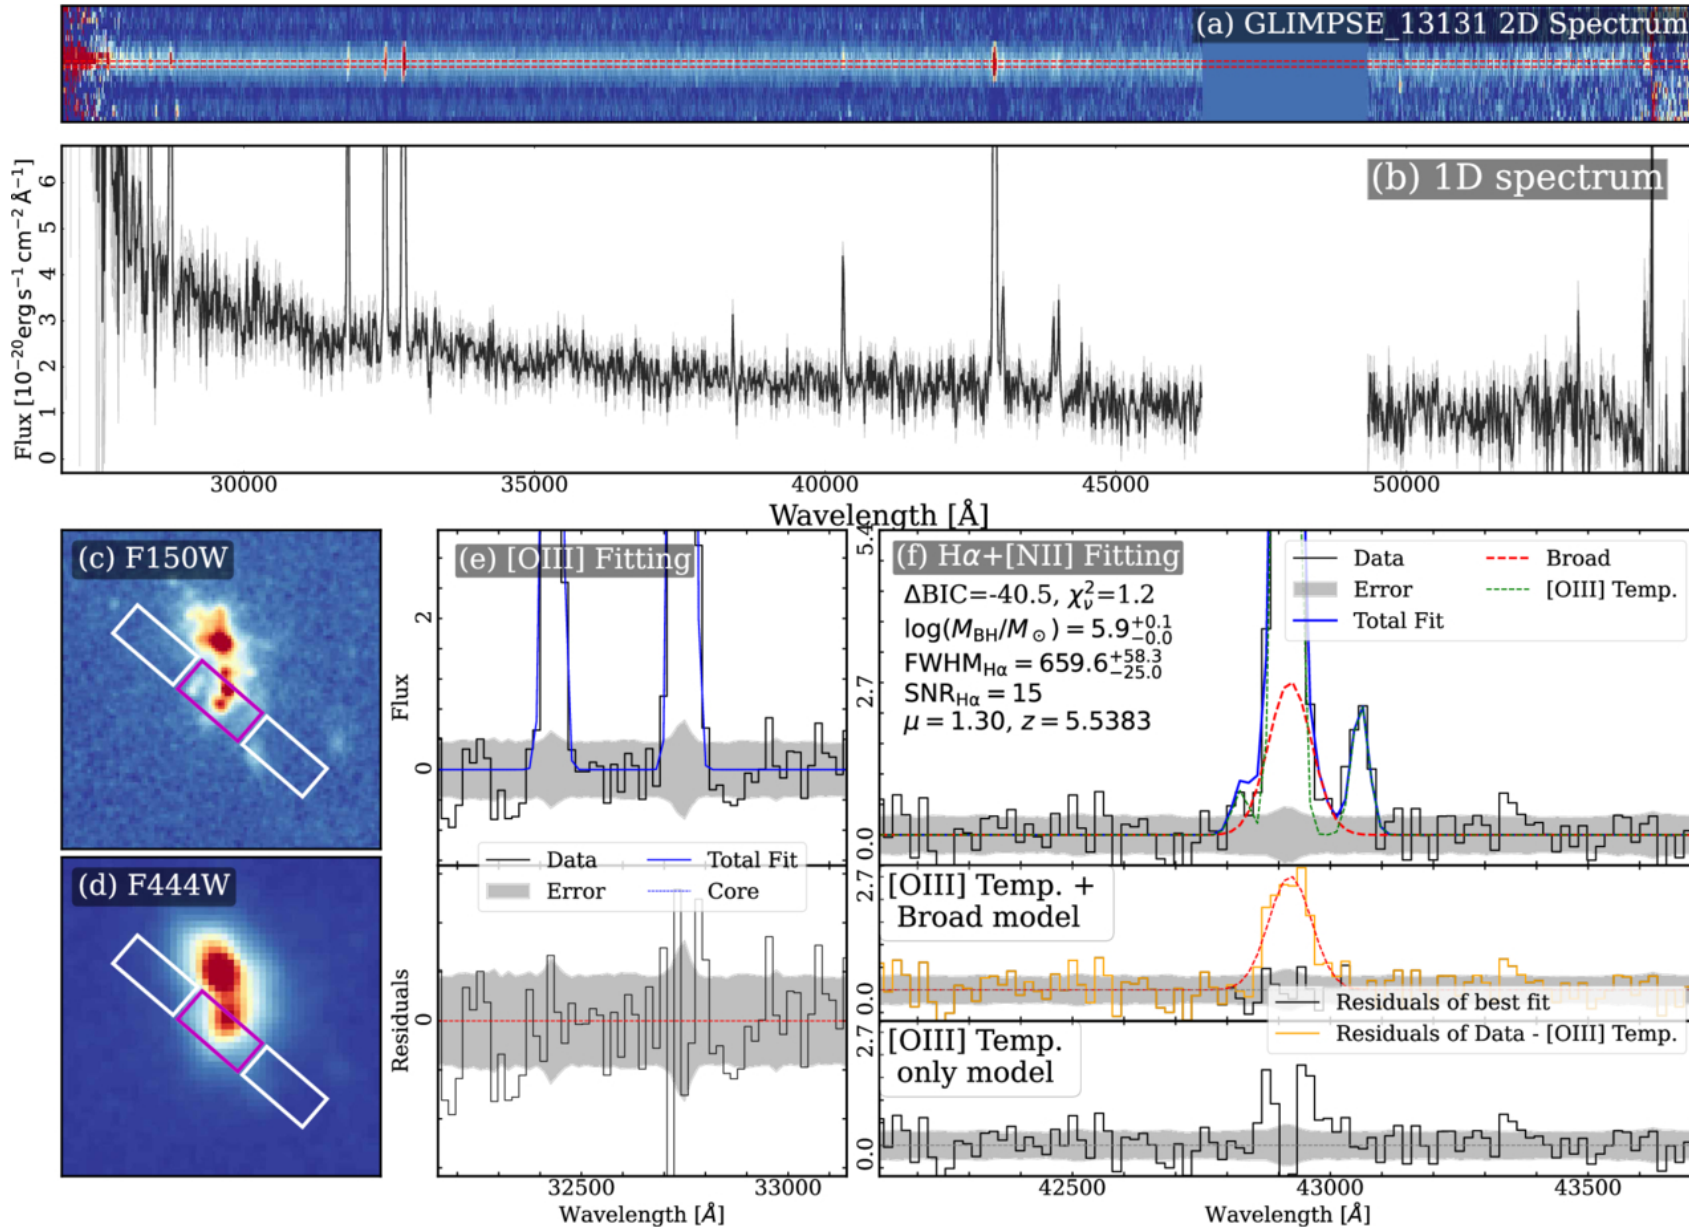 (a) GLIMPSE_13131 2D Spectrum
(b) 1D spectrum
Flux [10⁻²⁰erg s⁻¹ cm⁻² Å⁻¹]
6
5
4
3
2
1
0
30000 35000 40000 45000 50000
Wavelength [Å]
(c) F150W
(d) F444W
(e) [OIII] Fitting
Flux
2
0
Data
Error
Total Fit
Core
Residuals
0
32500 33000
Wavelength [Å]
(f) Hα+[NII] Fitting
ΔBIC=-40.5, χ²ᵥ=1.2
log(M_BH/M_⊙) = 5.9^{+0.1}_{-0.0}
FWHM_Hα = 659.6^{+58.3}_{-25.0}
SNR_Hα = 15
μ = 1.30, z = 5.5383
Data
Error
Total Fit
Broad
[OIII] Temp.
5.4
2.7
0.0
[OIII] Temp. +
Broad model
2.7
0.0
Residuals of best fit
Residuals of Data - [OIII] Temp.
[OIII] Temp.
only model
2.7
0.0
42500 43000 43500
Wavelength [Å]